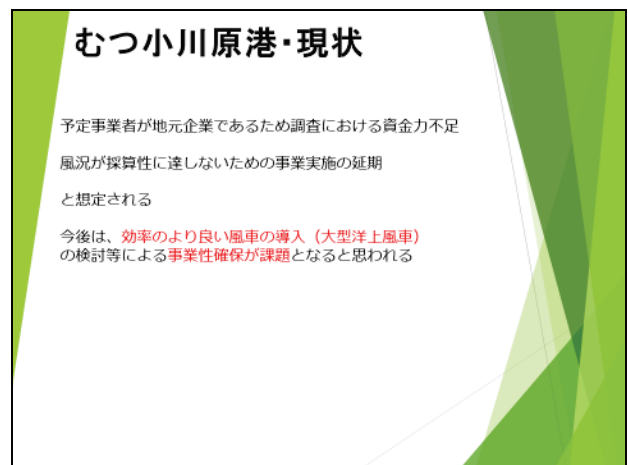 むつ小川原港・現状
予定事業者が地元企業であるため調査における資金力不足
風況が採算性に達しないための事業実施の延期
と想定される
今後は、効率のより良い風車の導入（大型洋上風車）
の検討等による事業性確保が課題となると思われる